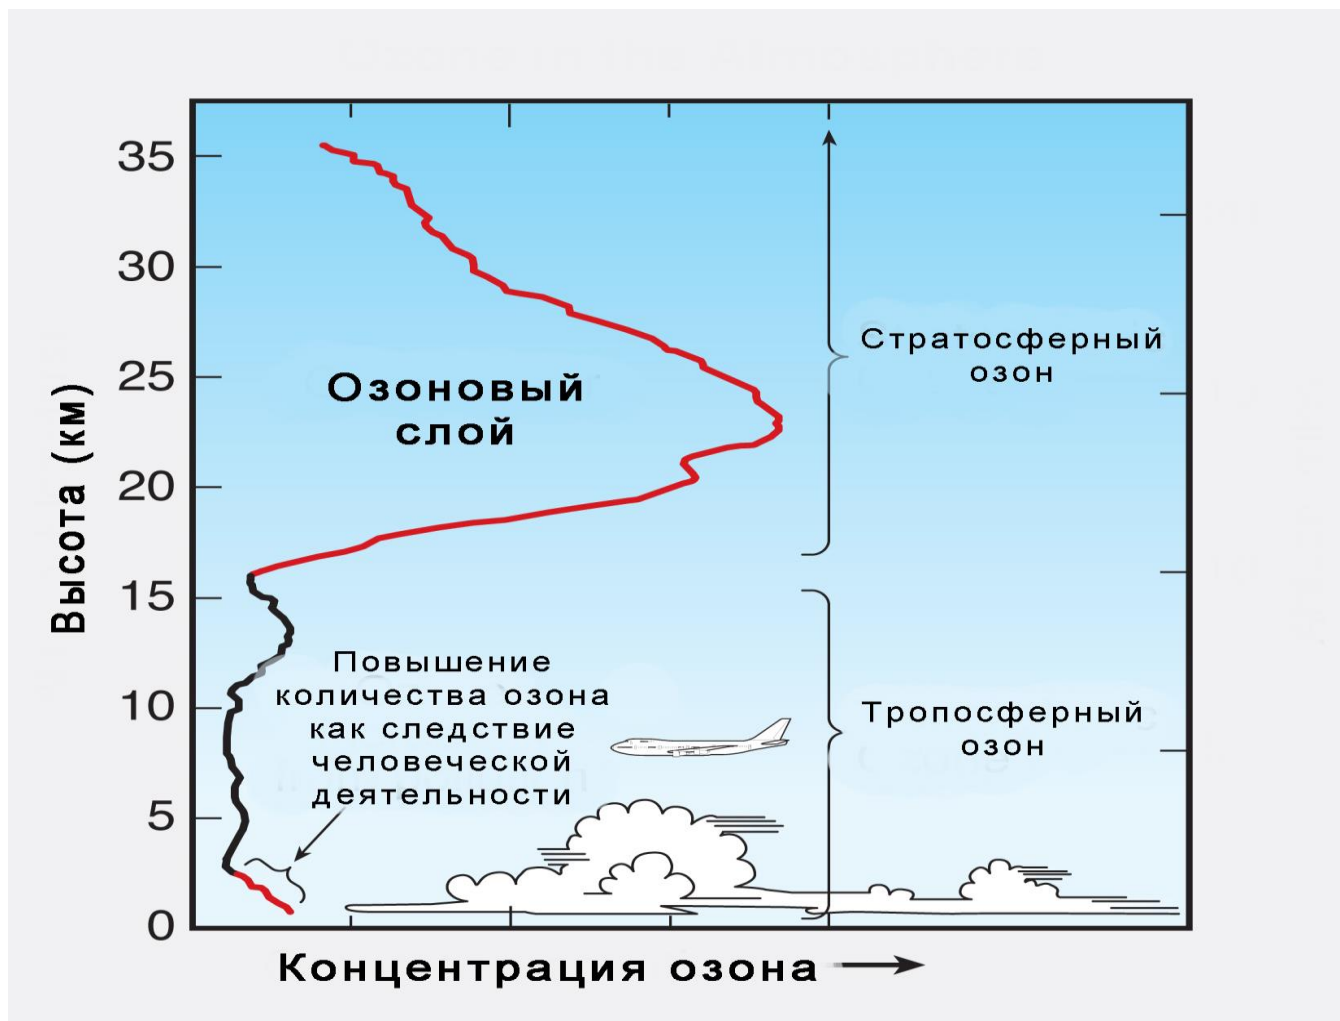 35
30
25
20
15
10
5
0
Высота (км)
Озоновый
слой
Стратосферный
озон
Повышение
количества озона
как следствие
человеческой
деятельности
Тропосферный
озон
Концентрация озона